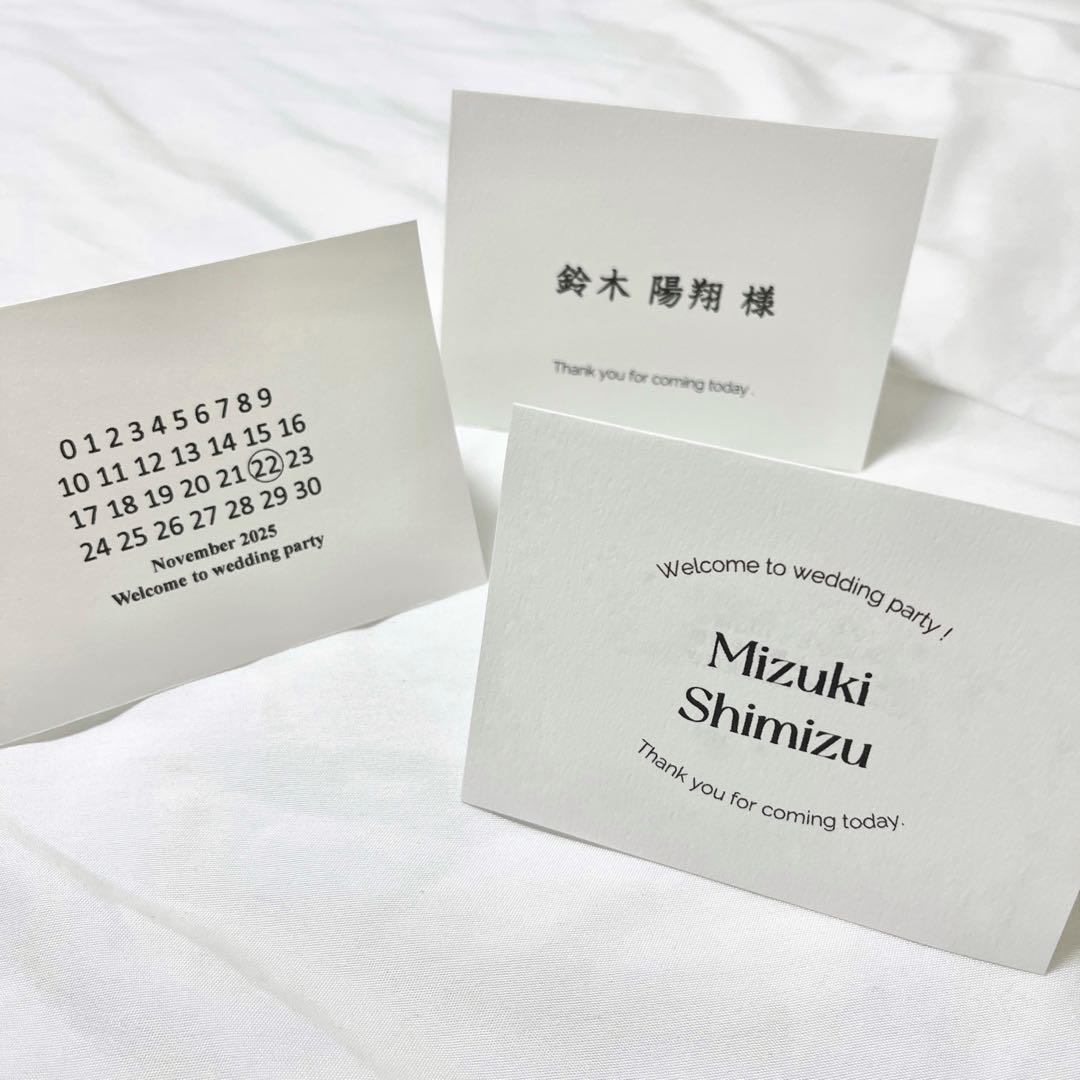 0 1 2 3 4 5 6 7 8 9
10 11 12 13 14 15 16
17 18 19 20 21 22 23
24 25 26 27 28 29 30
November 2025
Welcome to wedding party
鈴木 陽翔 様
Thank you for coming today.
Welcome to wedding party !
Mizuki
Shimizu
Thank you for coming today.